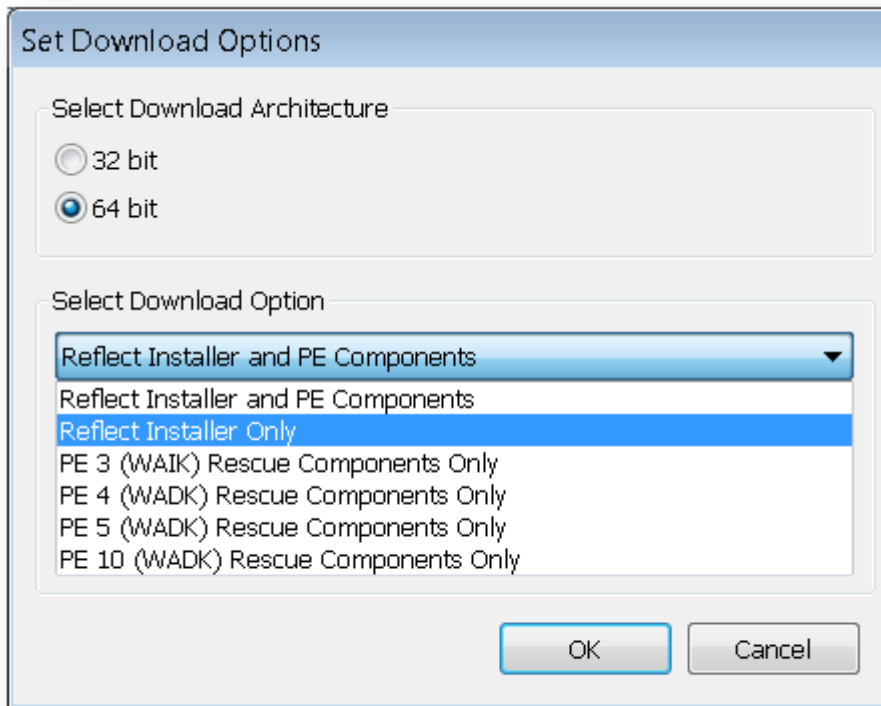 Set Download Options
Select Download Architecture
32 bit
64 bit
Select Download Option
Reflect Installer and PE Components
Reflect Installer and PE Components
Reflect Installer Only
PE 3 (WAIK) Rescue Components Only
PE 4 (WADK) Rescue Components Only
PE 5 (WADK) Rescue Components Only
PE 10 (WADK) Rescue Components Only
OK
Cancel